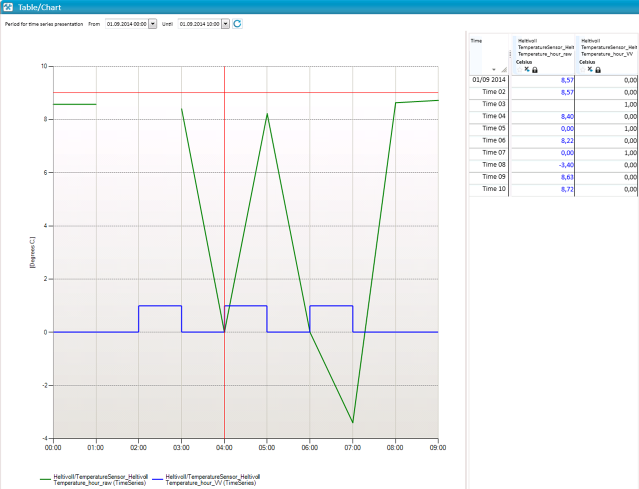 Table/Chart
Period for time series presentation From 01.09.2014 00:00 Until 01.09.2014 10:00
Time Heltivoll Heltivoll
TemperatureSensor_Helt TemperatureSensor_Helt
Temperature_hour_raw Temperature_hour_VV
Celsius Celsius
01/09 2014 8,57 0,00
Time 02 8,57 0,00
Time 03 1,00
Time 04 8,40 0,00
Time 05 0,00 1,00
Time 06 8,22 0,00
Time 07 0,00 1,00
Time 08 -3,40 0,00
Time 09 8,63 0,00
Time 10 8,72 0,00
10
8
6
4
2
0
-2
-4
[Degrees C.]
00:00 01:00 02:00 03:00 04:00 05:00 06:00 07:00 08:00 09:00
Heltivoll/TemperatureSensor_Heltivoll Heltivoll/TemperatureSensor_Heltivoll
Temperature_hour_raw (TimeSeries) Temperature_hour_VV (TimeSeries)